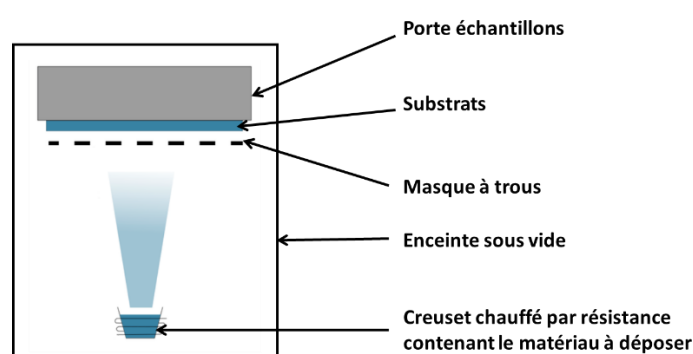 Porte échantillons
Substrats
Masque à trous
Enceinte sous vide
Creuset chauffé par résistance
contenant le matériau à déposer